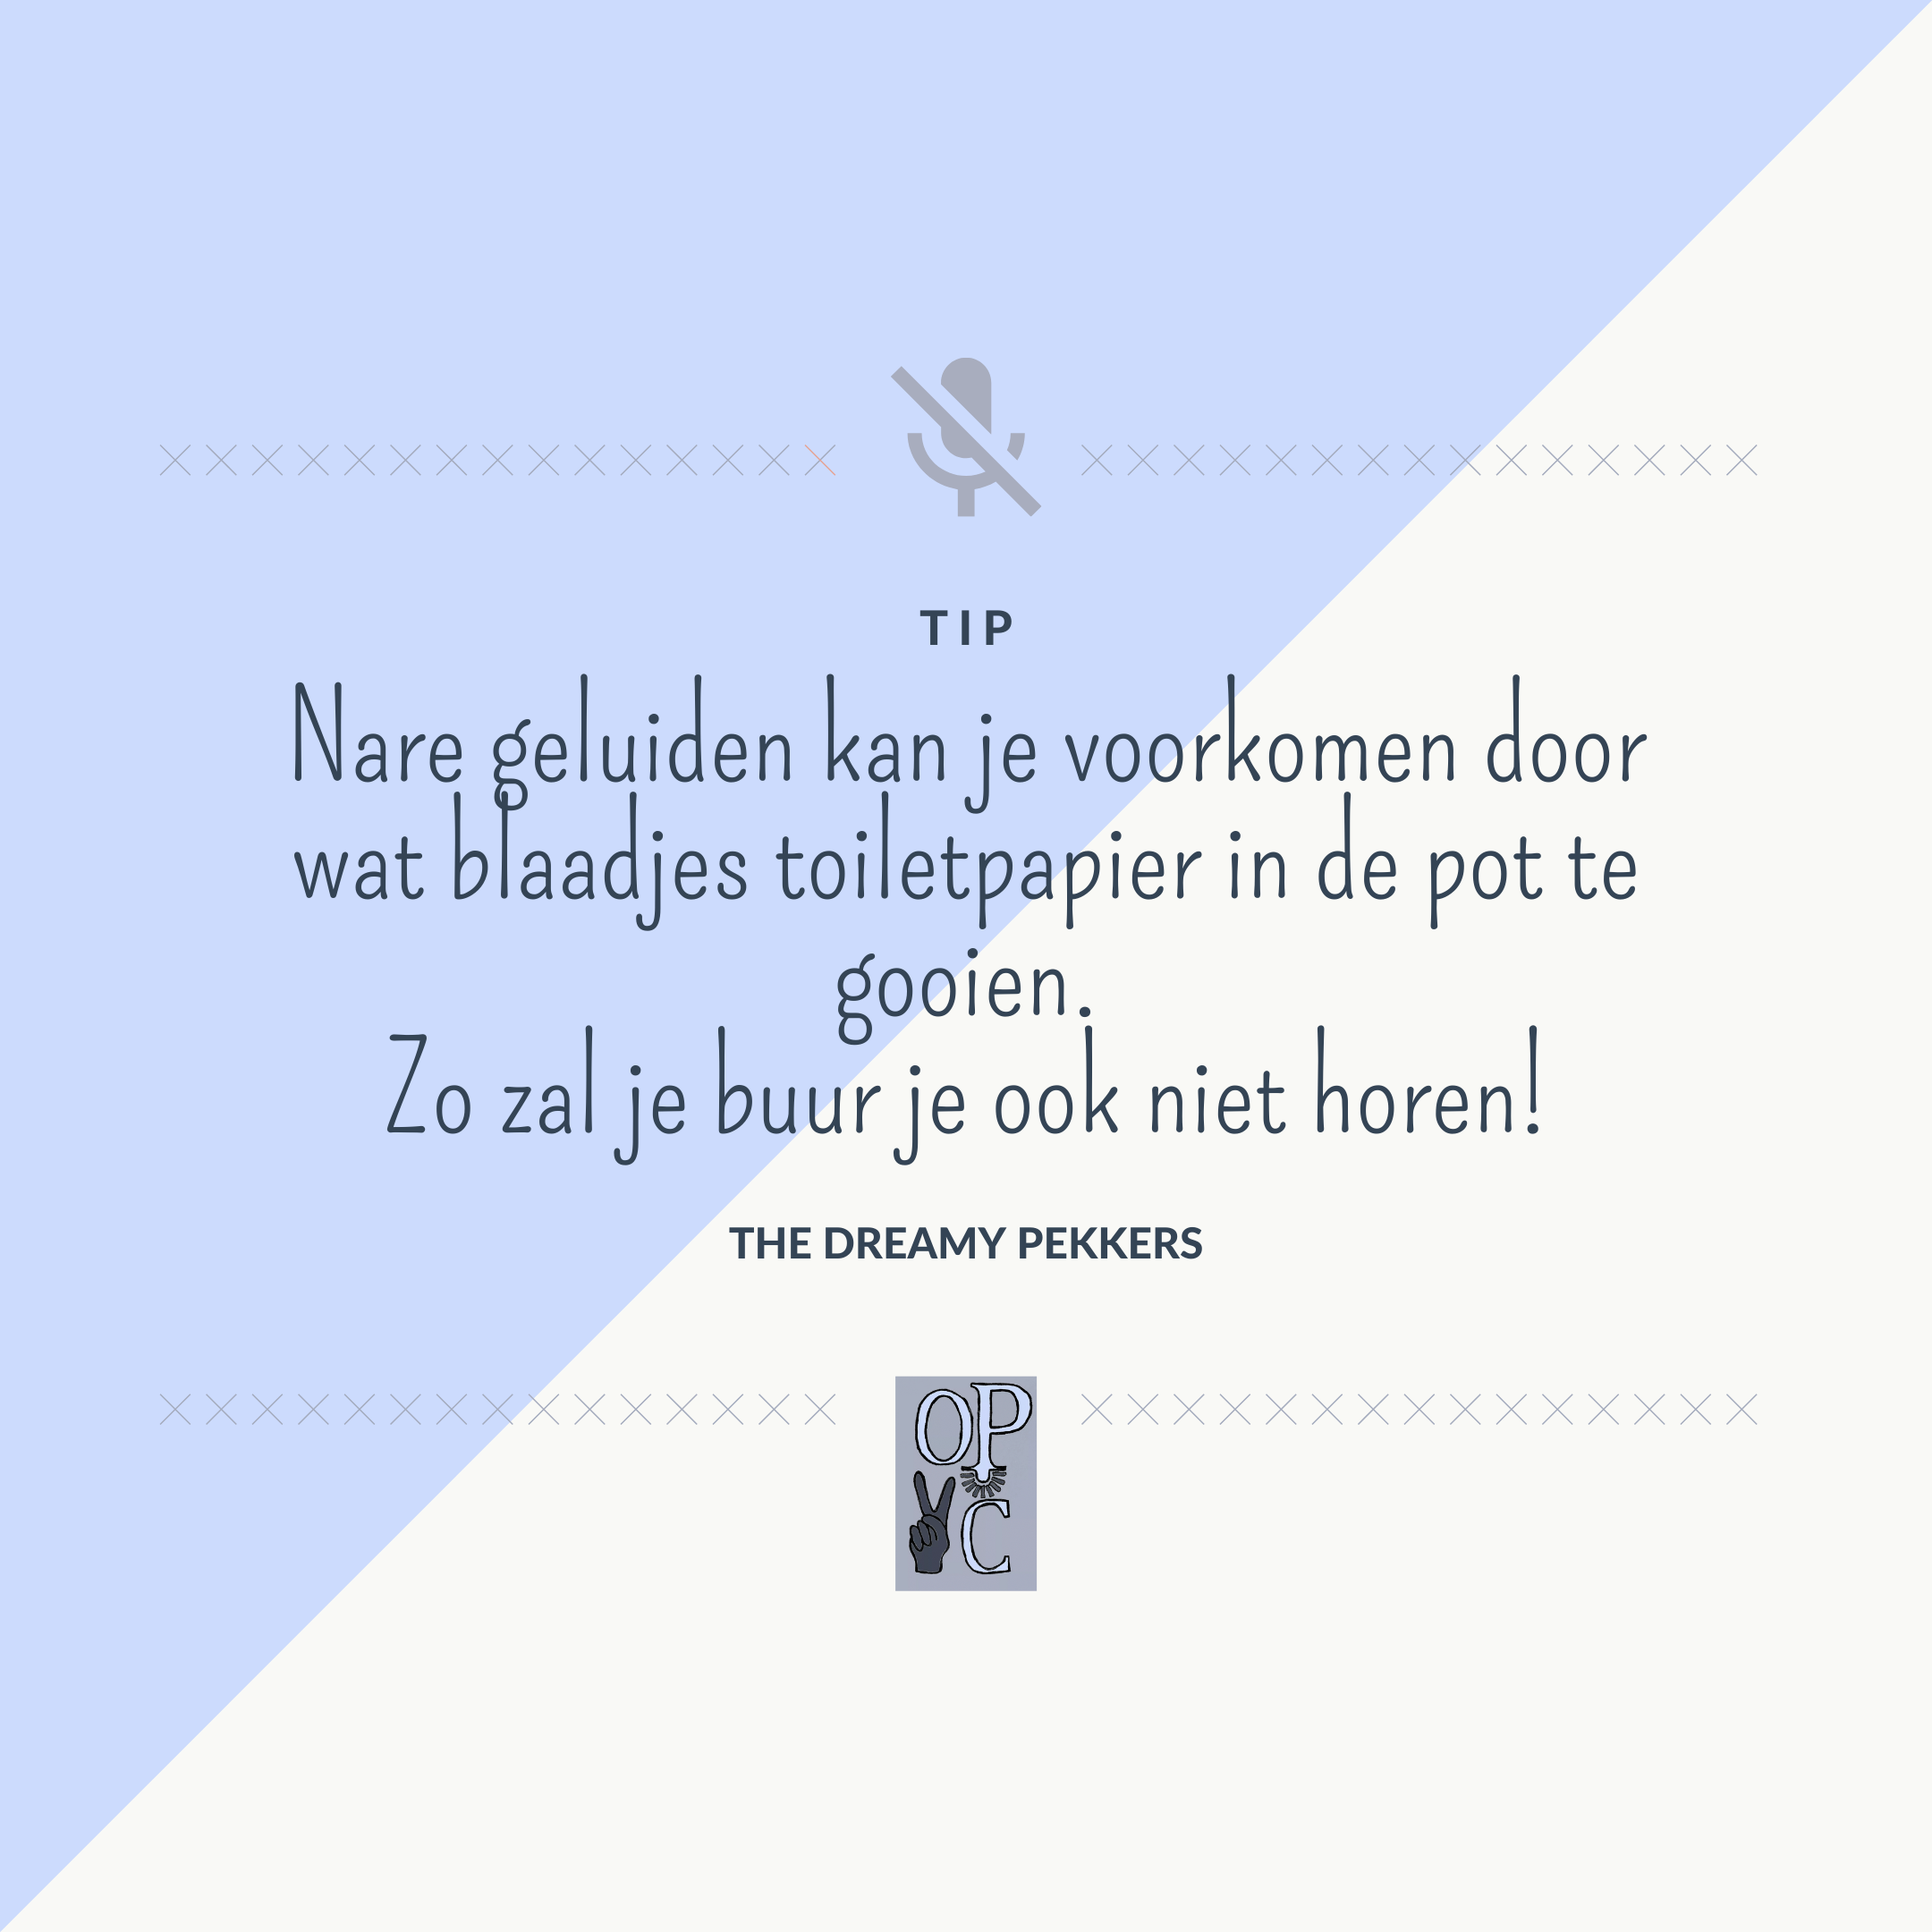 TIP
Nare geluiden kan je voorkomen door
wat blaadjes toiletpapier in de pot te
gooien.
Zo zal je buur je ook niet horen!
THE DREAMY PEKKERS
OP
C